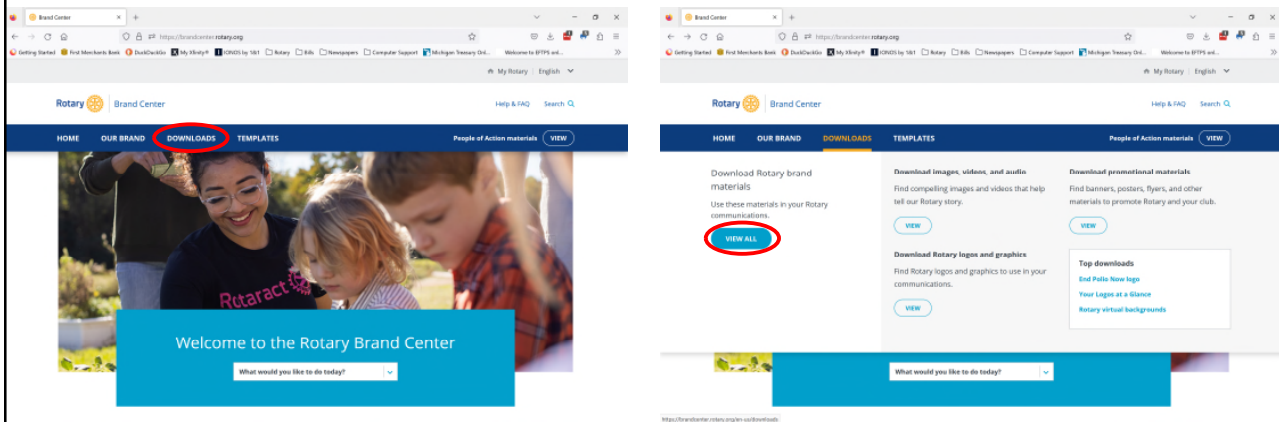 Brand Center
https://brandcenter.rotary.org
Getting Started First Merchants Bank DuckDuckGo My Xfinity® IONOS by 1&1 Rotary Bills Newspapers Computer Support Michigan Treasury Onl... Welcome to EFTPS onl...
My Rotary | English
Rotary Brand Center Help & FAQ Search
HOME OUR BRAND DOWNLOADS TEMPLATES People of Action materials VIEW
Rotaract
Welcome to the Rotary Brand Center
What would you like to do today?
Brand Center
https://brandcenter.rotary.org
Getting Started First Merchants Bank DuckDuckGo My Xfinity® IONOS by 1&1 Rotary Bills Newspapers Computer Support Michigan Treasury Onl... Welcome to EFTPS onl...
My Rotary | English
Rotary Brand Center Help & FAQ Search
HOME OUR BRAND DOWNLOADS TEMPLATES People of Action materials VIEW
Download Rotary brand
materials
Use these materials in your Rotary
communications.
VIEW ALL
Download images, videos, and audio
Find compelling images and videos that help
tell our Rotary story.
VIEW
Download promotional materials
Find banners, posters, flyers, and other
materials to promote Rotary and your club.
VIEW
Download Rotary logos and graphics
Find Rotary logos and graphics to use in your
communications.
VIEW
Top downloads
End Polio Now logo
Your Logos at a Glance
Rotary virtual backgrounds
What would you like to do today?
https://brandcenter.rotary.org/en-us/downloads